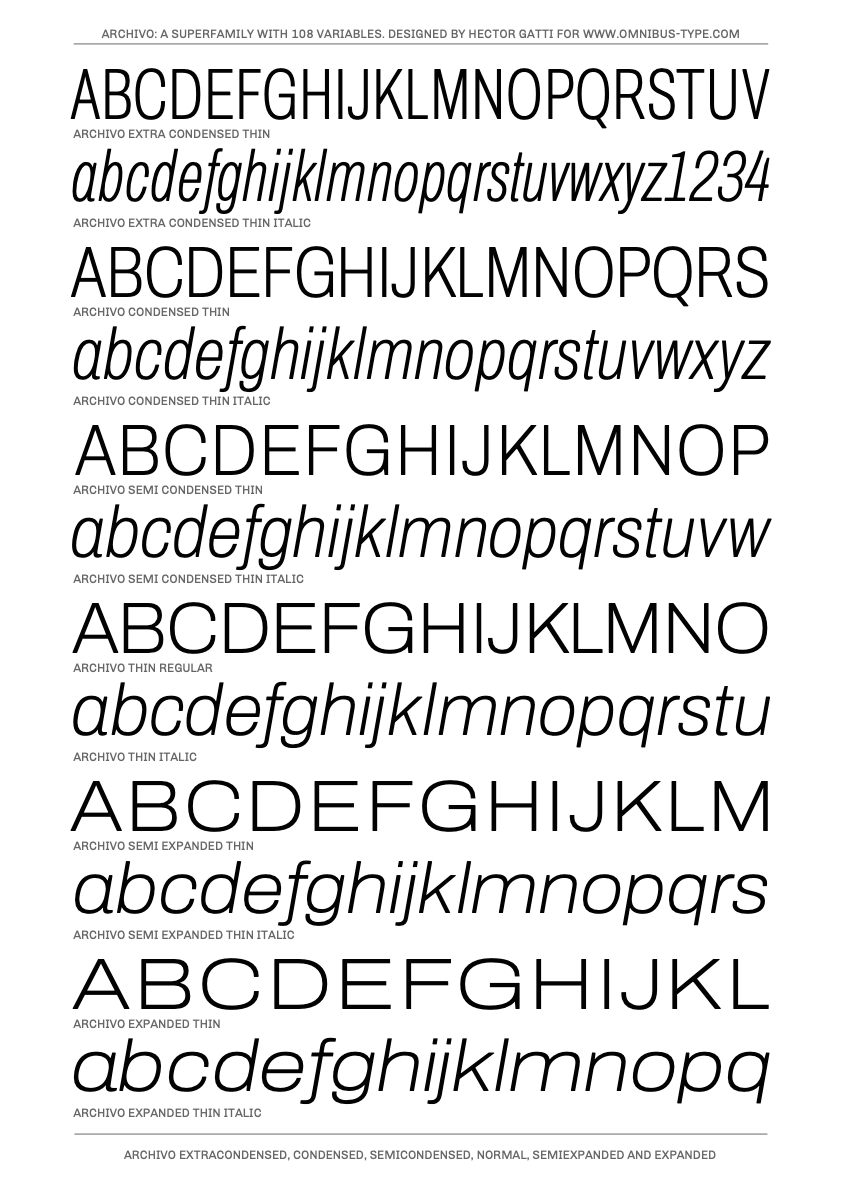 ARCHIVO: A SUPERFAMILY WITH 108 VARIABLES. DESIGNED BY HECTOR GATTI FOR WWW.OMNIBUS-TYPE.COM
ABCDEFGHIJKLMNOPQRSTUV
ARCHIVO EXTRA CONDENSED THIN
abcdefghijklmnopqrstuvwxyz1234
ARCHIVO EXTRA CONDENSED THIN ITALIC
ABCDEFGHIJKLMNOPQRS
ARCHIVO CONDENSED THIN
abcdefghijklmnopqrstuvwxyz
ARCHIVO CONDENSED THIN ITALIC
ABCDEFGHIJKLMNOP
ARCHIVO SEMI CONDENSED THIN
abcdefghijklmnopqrstuvw
ARCHIVO SEMI CONDENSED THIN ITALIC
ABCDEFGHIJKLMNO
ARCHIVO THIN REGULAR
abcdefghijklmnopqrstu
ARCHIVO THIN ITALIC
ABCDEFGHIJKLM
ARCHIVO SEMI EXPANDED THIN
abcdefghijklmnopqrs
ARCHIVO SEMI EXPANDED THIN ITALIC
ABCDEFGHIJKL
ARCHIVO EXPANDED THIN
abcdefghijklmnopq
ARCHIVO EXPANDED THIN ITALIC
ARCHIVO EXTRACONDENSED, CONDENSED, SEMICONDENSED, NORMAL, SEMIEXPANDED AND EXPANDED